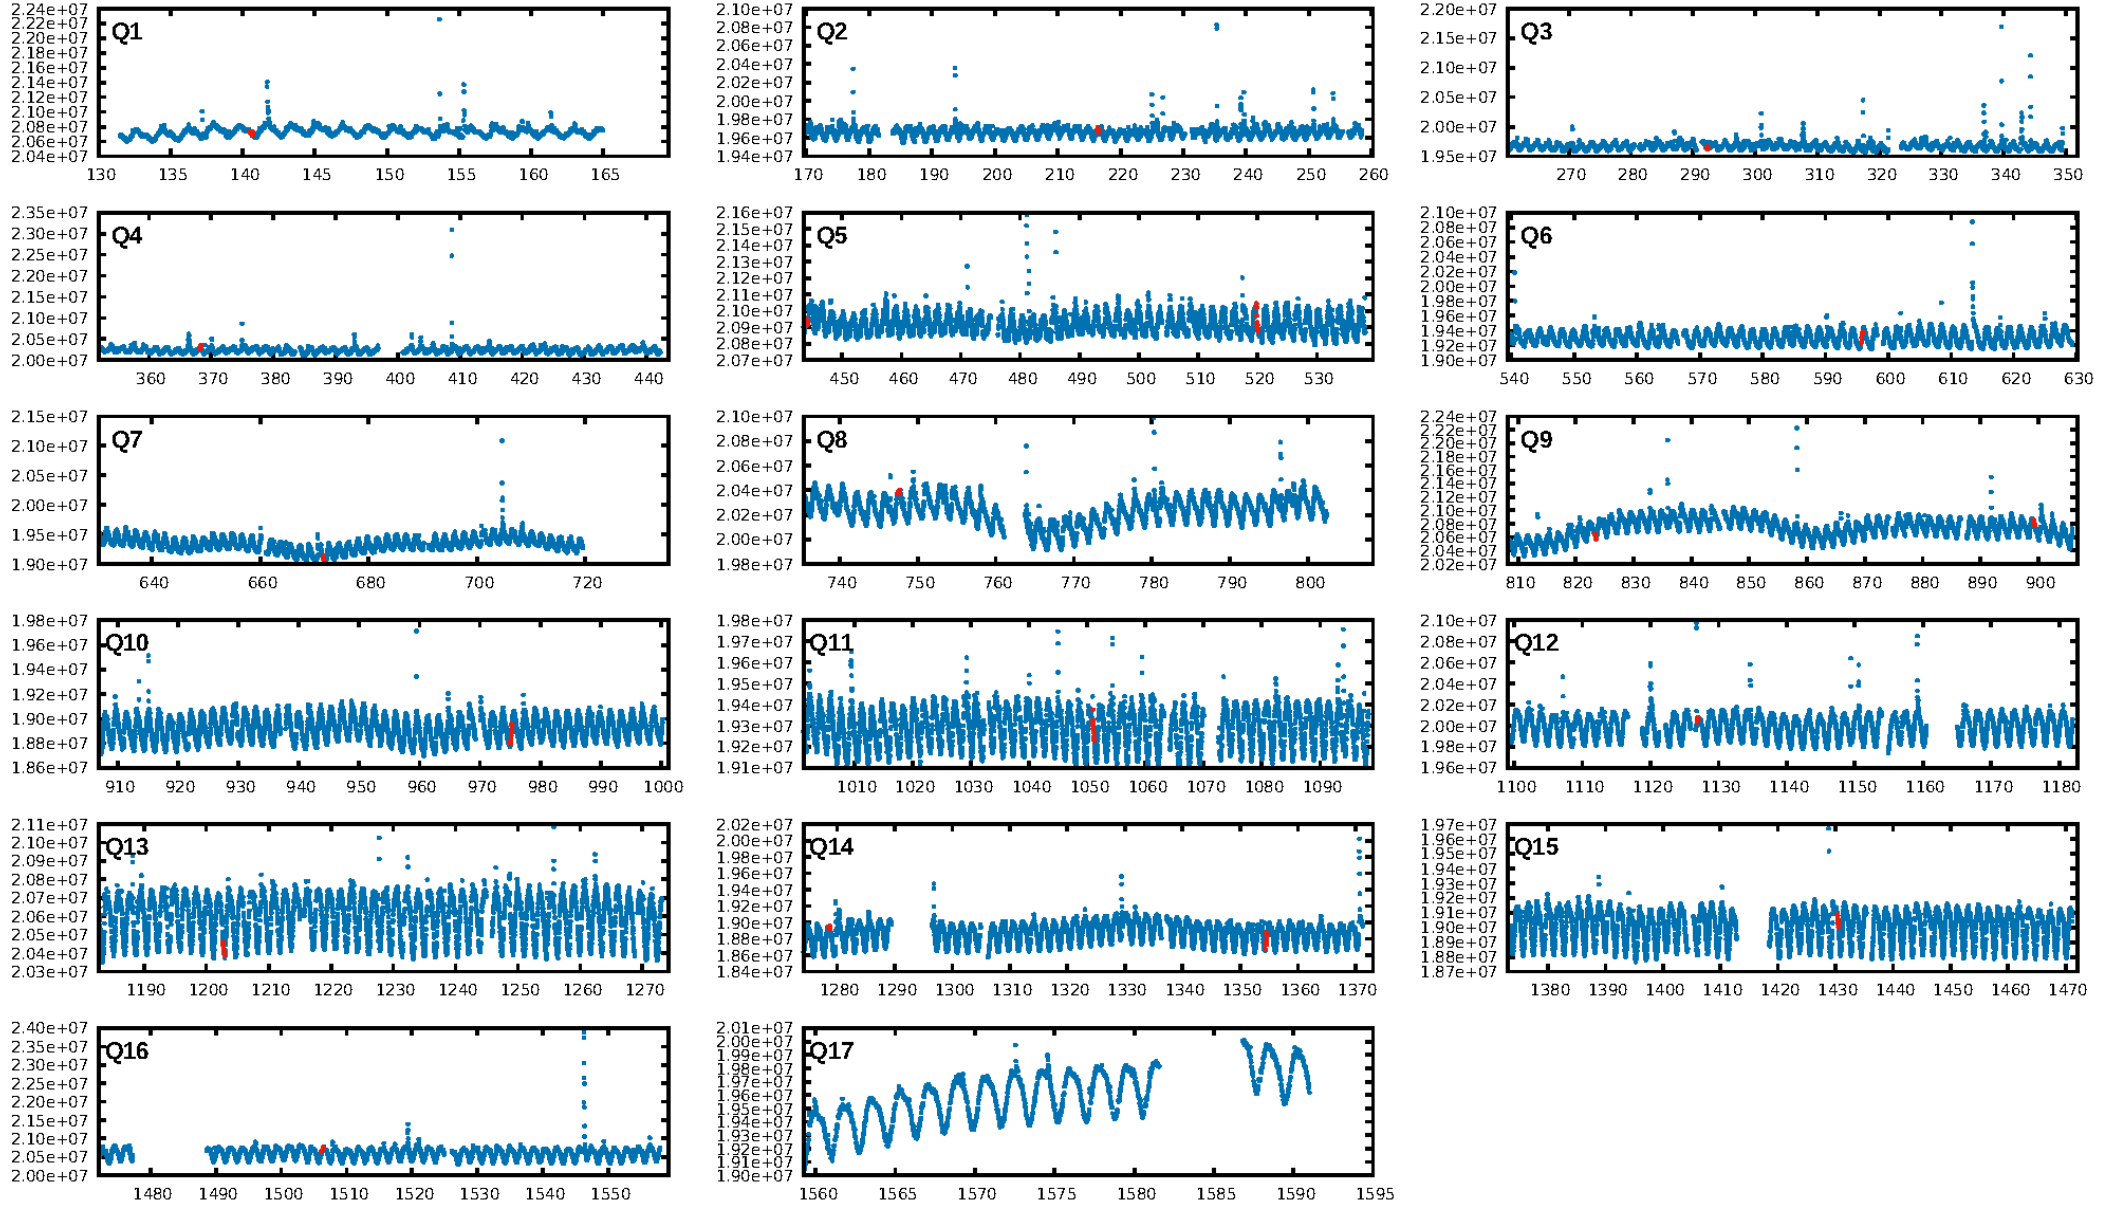 Q1
2.24e+07
2.22e+07
2.20e+07
2.18e+07
2.16e+07
2.14e+07
2.12e+07
2.10e+07
2.08e+07
2.06e+07
2.04e+07
130 135 140 145 150 155 160 165
Q2
2.10e+07
2.08e+07
2.06e+07
2.04e+07
2.02e+07
2.00e+07
1.98e+07
1.96e+07
1.94e+07
170 180 190 200 210 220 230 240 250 260
Q3
2.20e+07
2.15e+07
2.10e+07
2.05e+07
2.00e+07
1.95e+07
270 280 290 300 310 320 330 340 350
Q4
2.35e+07
2.30e+07
2.25e+07
2.20e+07
2.15e+07
2.10e+07
2.05e+07
2.00e+07
360 370 380 390 400 410 420 430 440
Q5
2.16e+07
2.15e+07
2.14e+07
2.13e+07
2.12e+07
2.11e+07
2.10e+07
2.09e+07
2.08e+07
2.07e+07
450 460 470 480 490 500 510 520 530
Q6
2.10e+07
2.08e+07
2.06e+07
2.04e+07
2.02e+07
2.00e+07
1.98e+07
1.96e+07
1.94e+07
1.92e+07
1.90e+07
540 550 560 570 580 590 600 610 620 630
Q7
2.15e+07
2.10e+07
2.05e+07
2.00e+07
1.95e+07
1.90e+07
640 660 680 700 720
Q8
2.10e+07
2.08e+07
2.06e+07
2.04e+07
2.02e+07
2.00e+07
1.98e+07
740 750 760 770 780 790 800
Q9
2.24e+07
2.22e+07
2.20e+07
2.18e+07
2.16e+07
2.14e+07
2.12e+07
2.10e+07
2.08e+07
2.06e+07
2.04e+07
2.02e+07
810 820 830 840 850 860 870 880 890 900
Q10
1.98e+07
1.96e+07
1.94e+07
1.92e+07
1.90e+07
1.88e+07
1.86e+07
910 920 930 940 950 960 970 980 990 1000
Q11
1.98e+07
1.97e+07
1.96e+07
1.95e+07
1.94e+07
1.93e+07
1.92e+07
1.91e+07
1010 1020 1030 1040 1050 1060 1070 1080 1090
Q12
2.10e+07
2.08e+07
2.06e+07
2.04e+07
2.02e+07
2.00e+07
1.98e+07
1.96e+07
1100 1110 1120 1130 1140 1150 1160 1170 1180
Q13
2.11e+07
2.10e+07
2.09e+07
2.08e+07
2.07e+07
2.06e+07
2.05e+07
2.04e+07
2.03e+07
1190 1200 1210 1220 1230 1240 1250 1260 1270
Q14
2.02e+07
2.00e+07
1.98e+07
1.96e+07
1.94e+07
1.92e+07
1.90e+07
1.88e+07
1.86e+07
1.84e+07
1280 1290 1300 1310 1320 1330 1340 1350 1360 1370
Q15
1.97e+07
1.96e+07
1.95e+07
1.94e+07
1.93e+07
1.92e+07
1.91e+07
1.90e+07
1.89e+07
1.88e+07
1.87e+07
1380 1390 1400 1410 1420 1430 1440 1450 1460 1470
Q16
2.40e+07
2.35e+07
2.30e+07
2.25e+07
2.20e+07
2.15e+07
2.10e+07
2.05e+07
2.00e+07
1480 1490 1500 1510 1520 1530 1540 1550
Q17
2.01e+07
2.00e+07
1.99e+07
1.98e+07
1.97e+07
1.96e+07
1.95e+07
1.94e+07
1.93e+07
1.92e+07
1.91e+07
1.90e+07
1560 1565 1570 1575 1580 1585 1590 1595